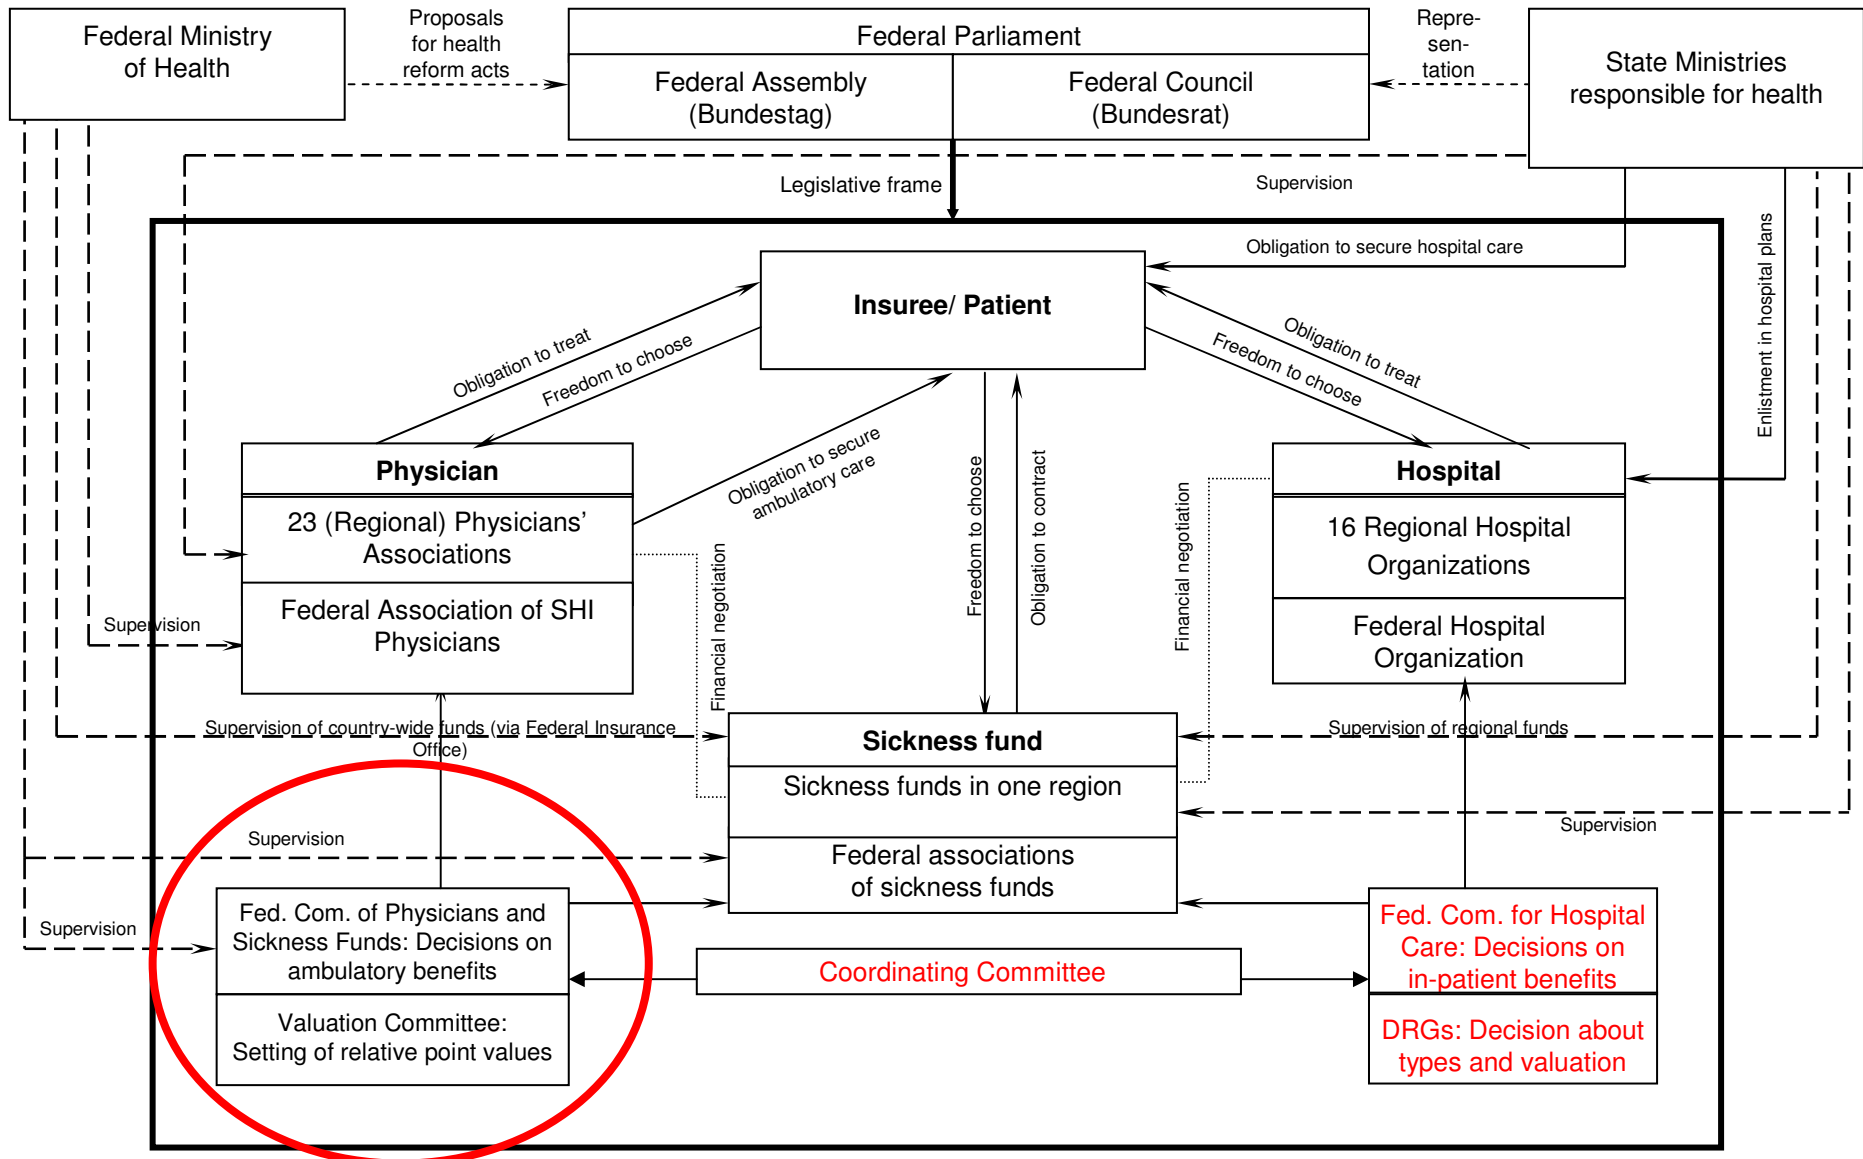 Federal Ministry
of Health
Proposals
for health
reform acts
Federal Parliament
Federal Assembly
(Bundestag)
Federal Council
(Bundesrat)
Repre-
sen-
tation
State Ministries
responsible for health
Legislative frame
Supervision
Obligation to secure hospital care
Enlistment in hospital plans
Insuree/ Patient
Obligation to treat
Freedom to choose
Obligation to secure
ambulatory care
Freedom to choose
Obligation to contract
Obligation to treat
Freedom to choose
Physician
23 (Regional) Physicians’
Associations
Federal Association of SHI
Physicians
Supervision
Financial negotiation
Financial negotiation
Hospital
16 Regional Hospital
Organizations
Federal Hospital
Organization
Supervision of country-wide funds (via Federal Insurance
Office)
Sickness fund
Sickness funds in one region
Federal associations
of sickness funds
Supervision of regional funds
Supervision
Supervision
Supervision
Fed. Com. of Physicians and
Sickness Funds: Decisions on
ambulatory benefits
Valuation Committee:
Setting of relative point values
Coordinating Committee
Fed. Com. for Hospital
Care: Decisions on
in-patient benefits
DRGs: Decision about
types and valuation